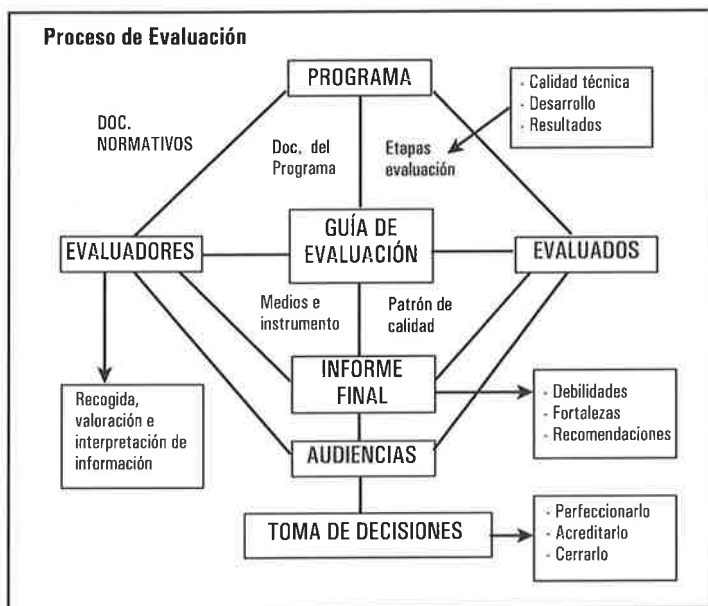 Proceso de Evaluación
PROGRAMA
- Calidad técnica
- Desarrollo
- Resultados
DOC.
NORMATIVOS
Doc. del
Programa
Etapas
evaluación
EVALUADORES
GUÍA DE
EVALUACIÓN
EVALUADOS
Medios e
instrumento
Patrón de
calidad
INFORME
FINAL
Recogida,
valoración e
interpretación de
información
- Debilidades
- Fortalezas
- Recomendaciones
AUDIENCIAS
TOMA DE DECISIONES
- Perfeccionarlo
- Acreditarlo
- Cerrarlo